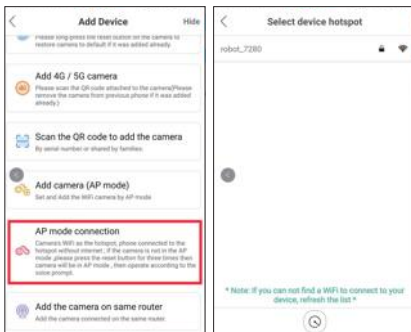 Add Device
Hide
Please long press the reset button on the camera to
restore camera to default if it was added already
Add 4G / 5G camera
Please scan the QR code attached to the camera(Please
remove the camera from previous phone if it was added
already.)
Scan the QR code to add the camera
By serial number or shared by families.
Add camera (AP mode)
Set and Add the WiFi camera by AP mode
AP mode connection
Camera's WiFi as the hotspot, phone connected to the
hotspot without internet , If the camera is not in the AP
mode ,please press the reset button for three times then
camera will be in AP mode , then operate according to the
voice prompt.
Add the camera on same router
Add the camera connected on the same router.
Select device hotspot
robot_7280
* Note: If you can not find a WiFi to connect to your
device, refresh the list *